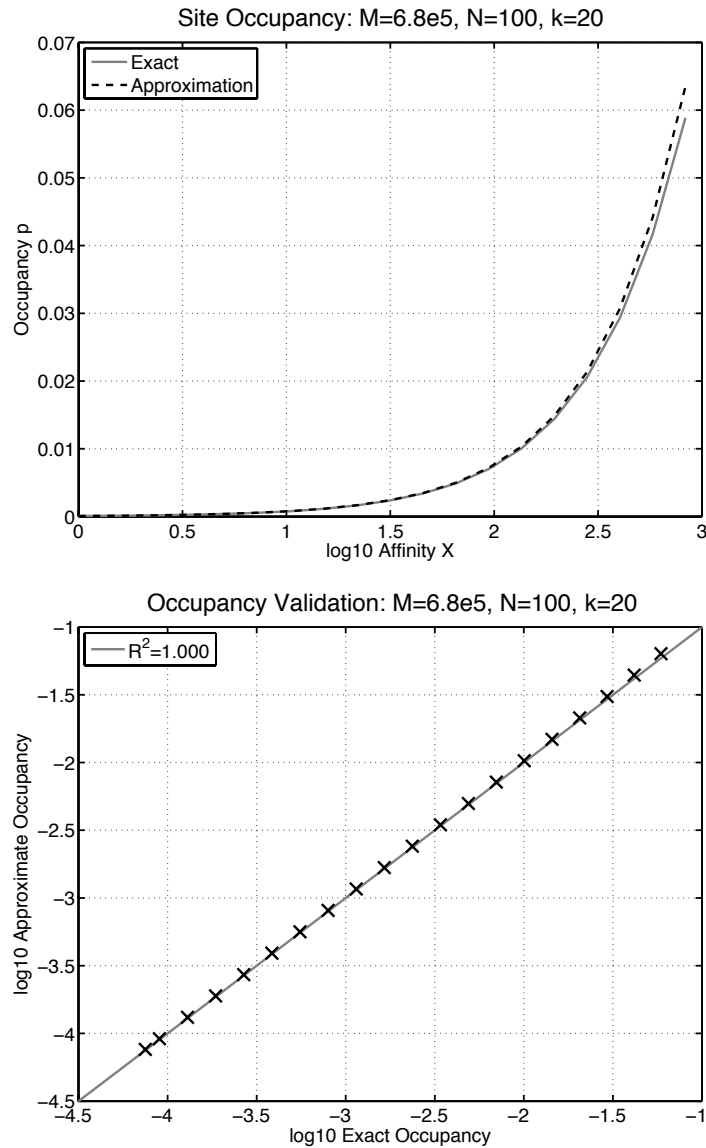 Site Occupancy: M=6.8e5, N=100, k=20
0.07
Exact
Approximation
0.06
0.05
0.04
0.03
0.02
0.01
0
Occupancy p
0 0.5 1 1.5 2 2.5 3
log10 Affinity X
Occupancy Validation: M=6.8e5, N=100, k=20
−1
R²=1.000
−1.5
−2
−2.5
−3
−3.5
−4
−4.5
log10 Approximate Occupancy
−4.5 −4 −3.5 −3 −2.5 −2 −1.5 −1
log10 Exact Occupancy